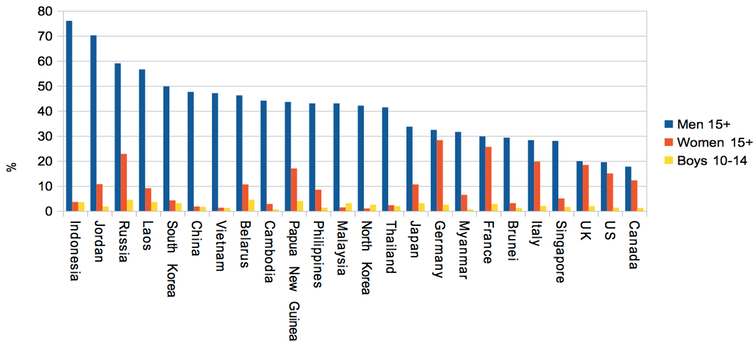 80
70
60
50
40
30
20
10
0
%
Indonesia
Jordan
Russia
Laos
South Korea
China
Vietnam
Belarus
Cambodia
Papua New Guinea
Philippines
Malaysia
North Korea
Thailand
Japan
Germany
Myanmar
France
Brunei
Italy
Singapore
UK
US
Canada
Men 15+
Women 15+
Boys 10-14